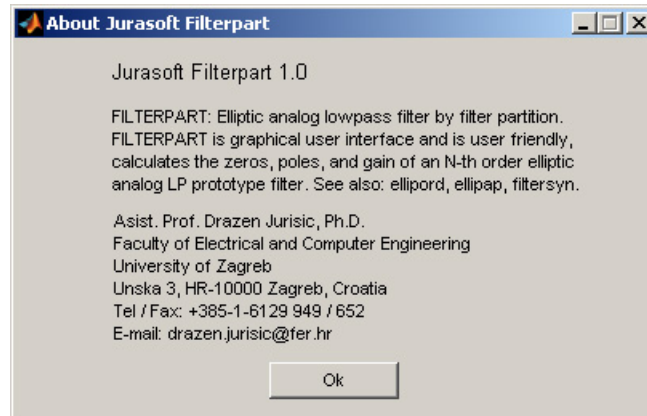 About Jurasoft Filterpart
Jurasoft Filterpart 1.0
FILTERPART: Elliptic analog lowpass filter by filter partition.
FILTERPART is graphical user interface and is user friendly,
calculates the zeros, poles, and gain of an N-th order elliptic
analog LP prototype filter. See also: ellipord, ellipap, filtersyn.
Asist. Prof. Drazen Jurisic, Ph.D.
Faculty of Electrical and Computer Engineering
University of Zagreb
Unska 3, HR-10000 Zagreb, Croatia
Tel / Fax: +385-1-6129 949 / 652
E-mail: drazen.jurisic@fer.hr
Ok